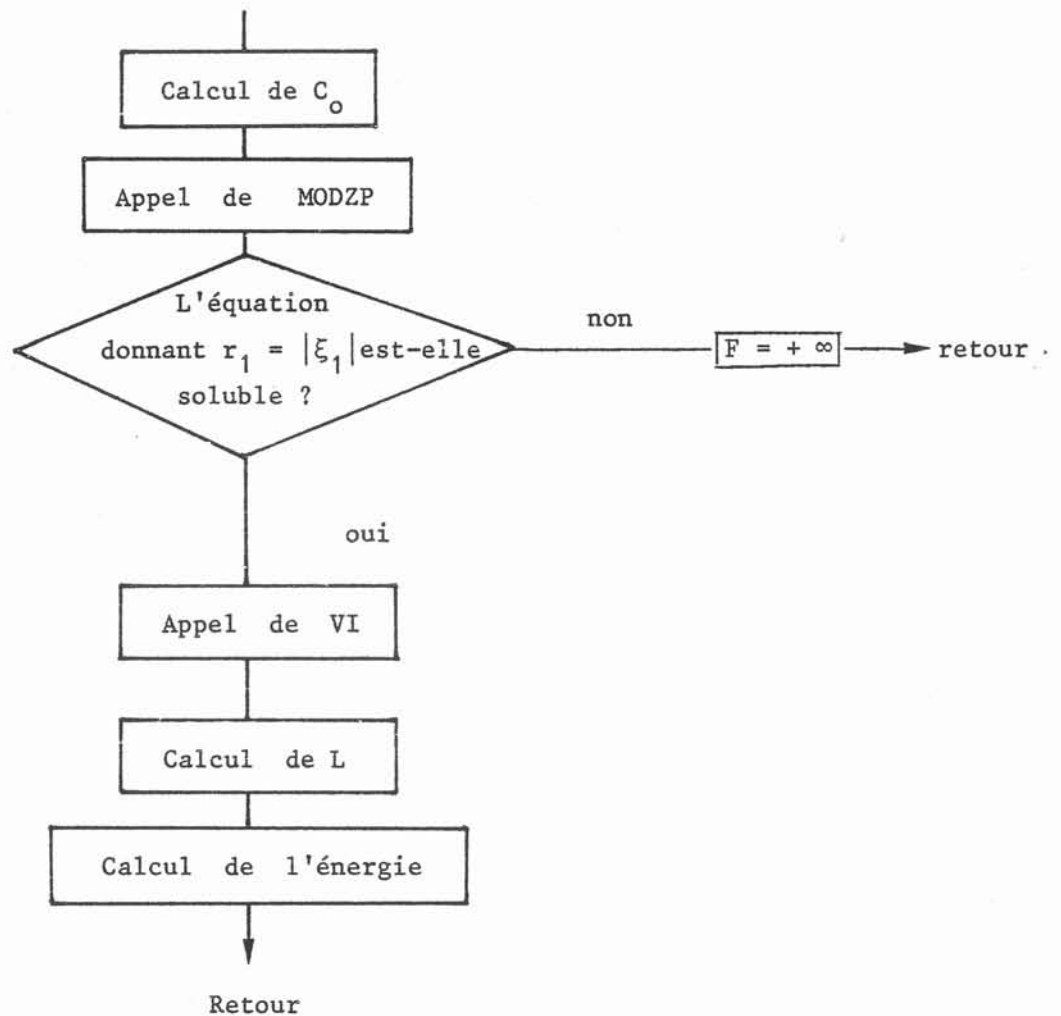 Calcul de C₀
Appel de MODZP
L'équation
donnant r₁ = |ξ₁| est-elle
soluble ?
non
F = + ∞
retour .
oui
Appel de VI
Calcul de L
Calcul de l'énergie
Retour